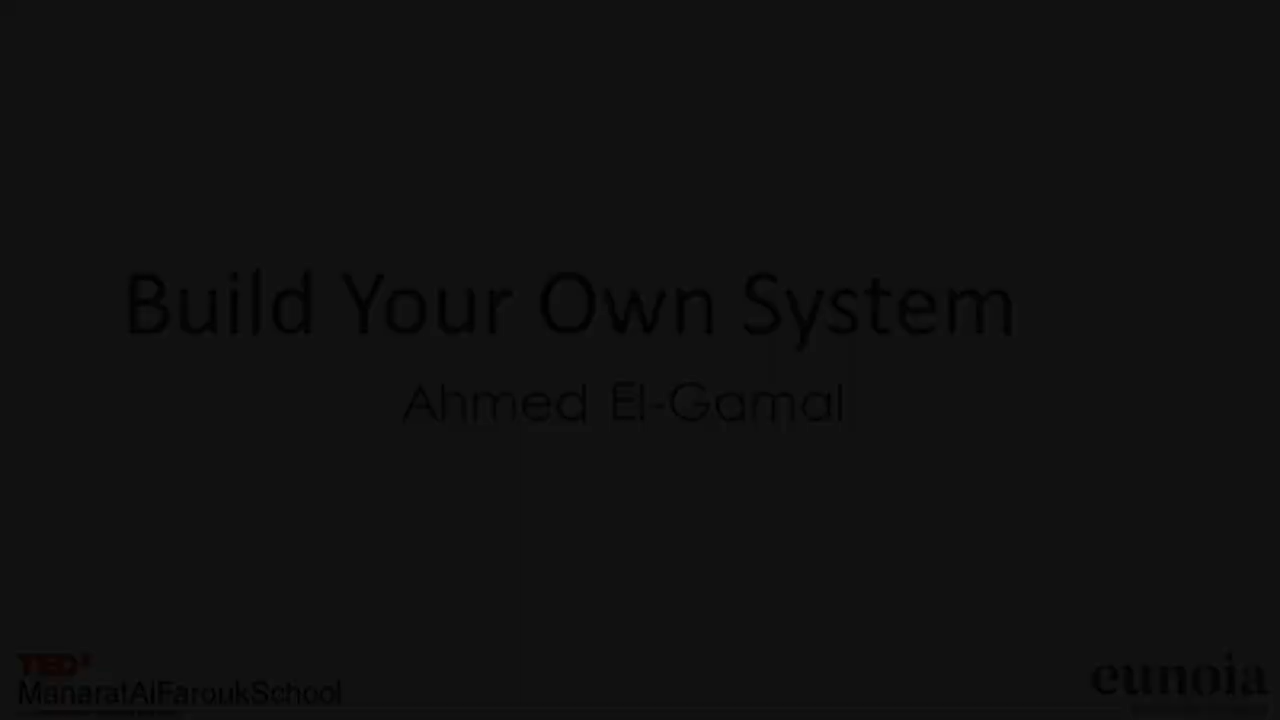 Build Your Own System
Ahmed El-Gamal
TEDx
ManaratAlFaroukSchool
eunoia